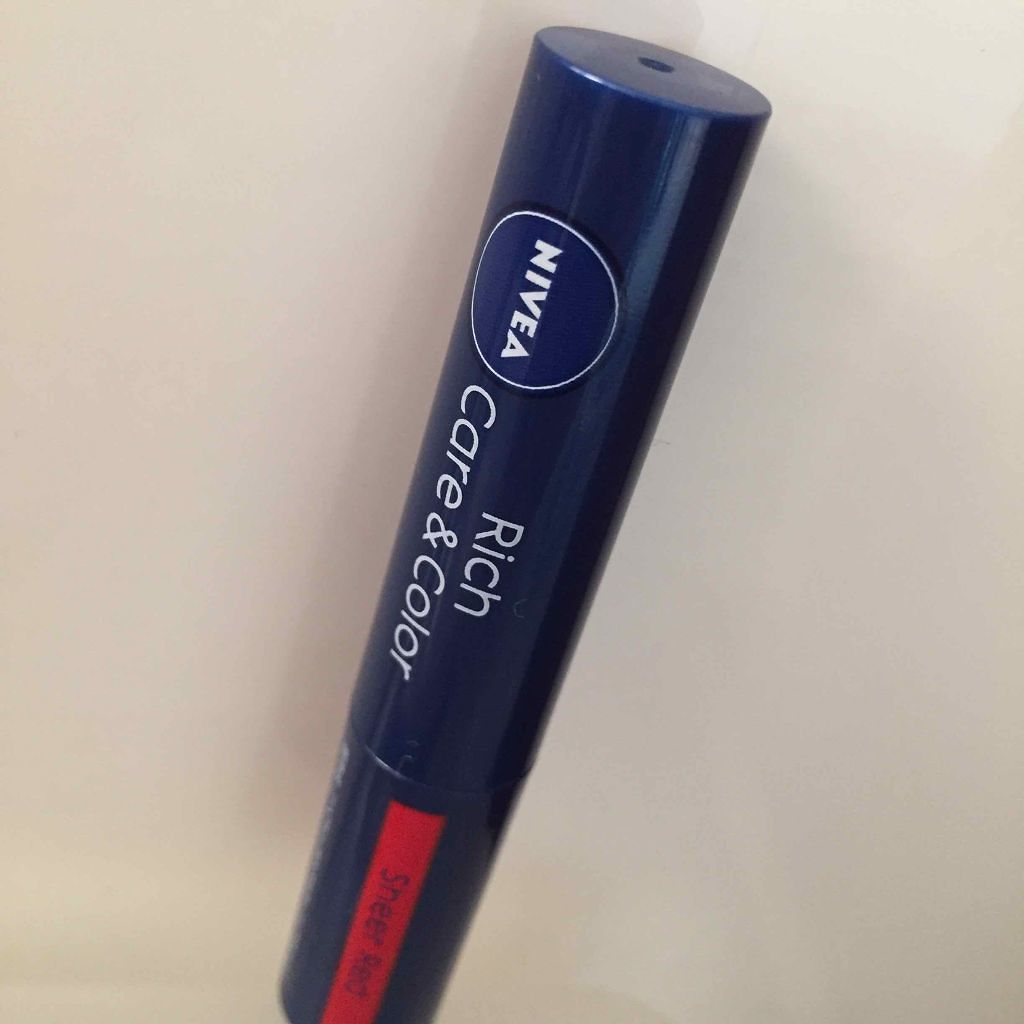 NIVEA
Rich
Care & Color
Sheer Red